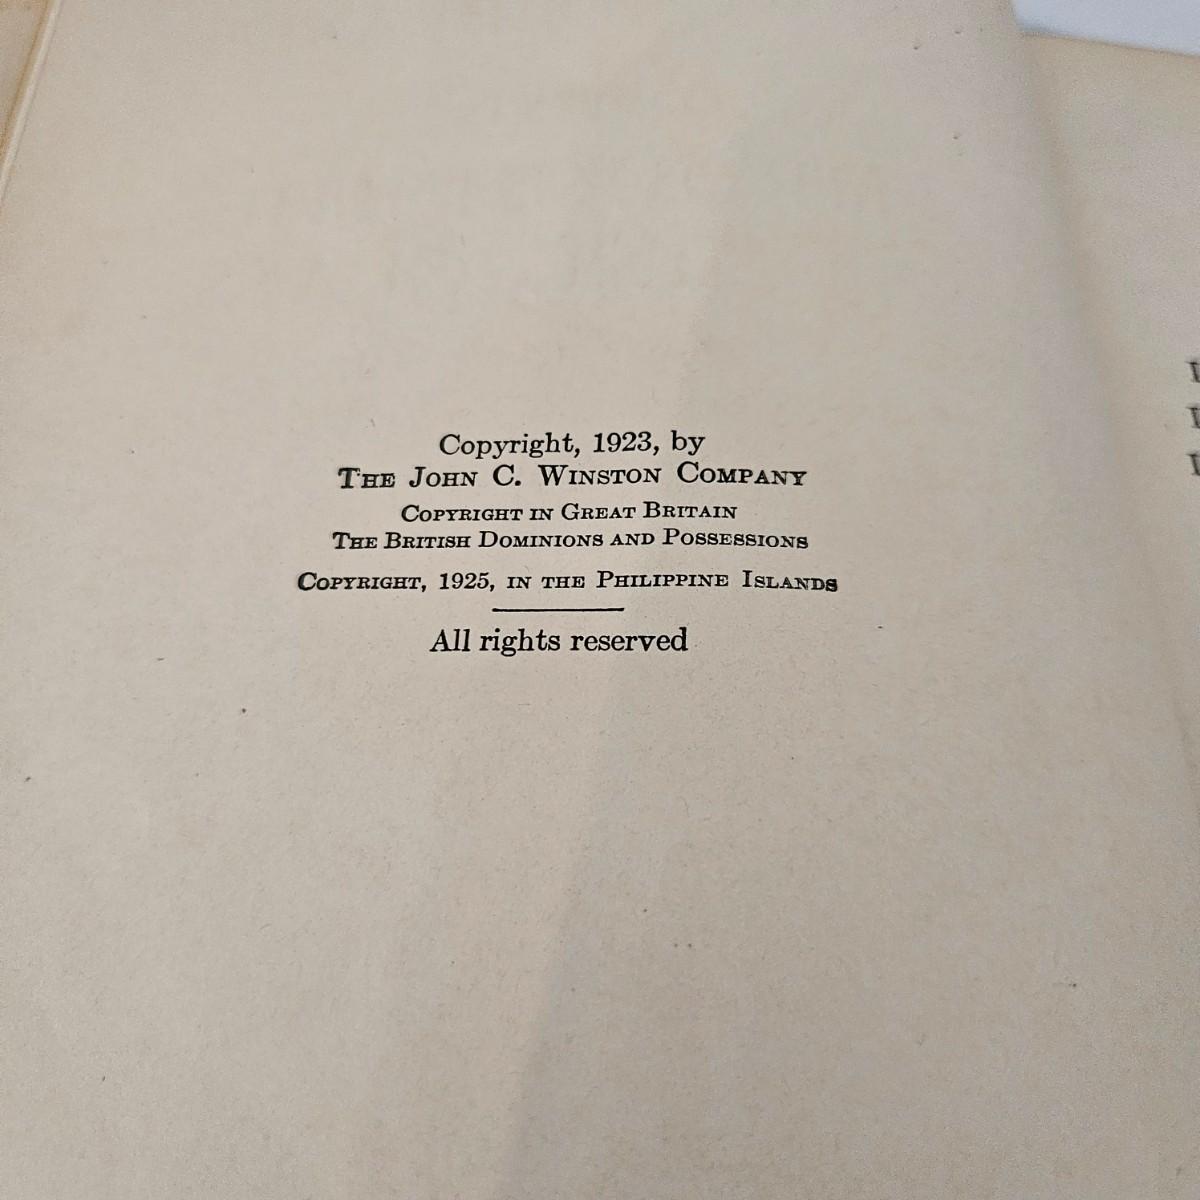 Copyright, 1923, by
THE JOHN C. WINSTON COMPANY
COPYRIGHT IN GREAT BRITAIN
THE BRITISH DOMINIONS AND POSSESSIONS
COPYRIGHT, 1925, IN THE PHILIPPINE ISLANDS
All rights reserved